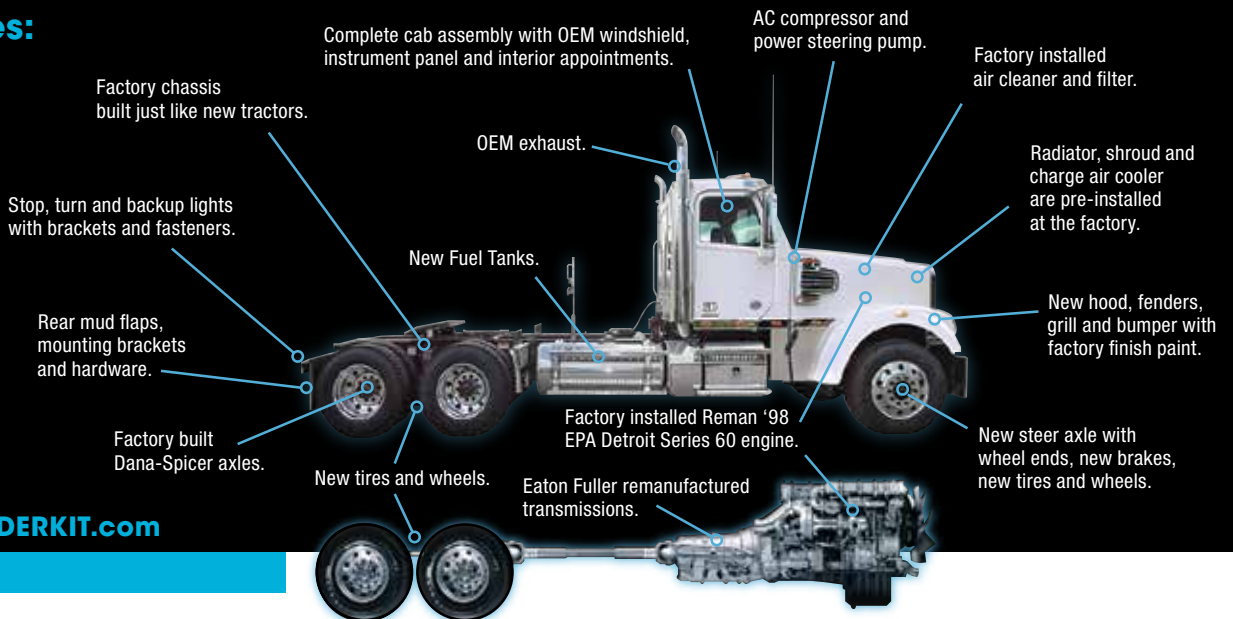 es:
Complete cab assembly with OEM windshield,
instrument panel and interior appointments.
AC compressor and
power steering pump.
Factory installed
air cleaner and filter.
Factory chassis
built just like new tractors.
OEM exhaust.
Radiator, shroud and
charge air cooler
are pre-installed
at the factory.
Stop, turn and backup lights
with brackets and fasteners.
New Fuel Tanks.
New hood, fenders,
grill and bumper with
factory finish paint.
Rear mud flaps,
mounting brackets
and hardware.
Factory installed Reman ‘98
EPA Detroit Series 60 engine.
Factory built
Dana-Spicer axles.
New steer axle with
wheel ends, new brakes,
new tires and wheels.
New tires and wheels.
Eaton Fuller remanufactured
transmissions.
DERKIT.com